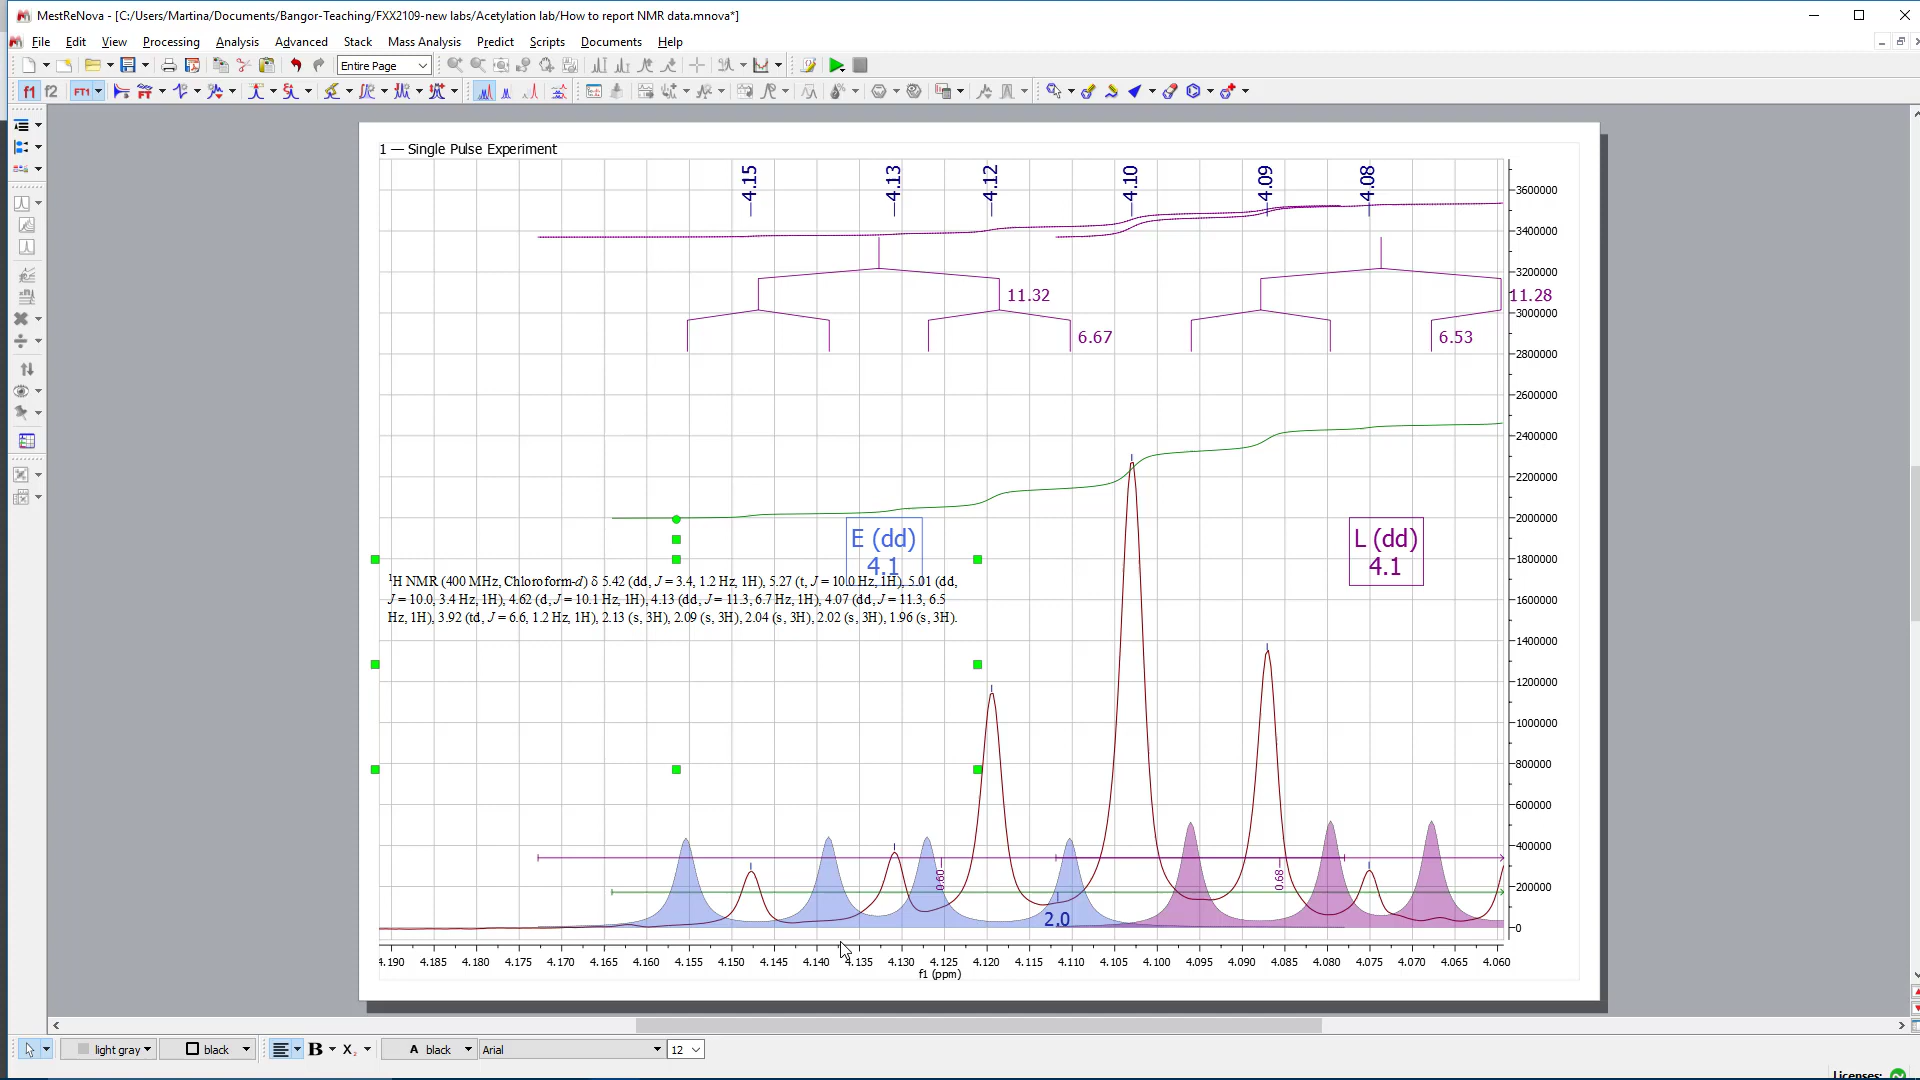 MestReNova - [C:/Users/Martina/Documents/Bangor-Teaching/FXX2109-new labs/Acetylation lab/How to report NMR data.mnova*]
File Edit View Processing Analysis Advanced Stack Mass Analysis Predict Scripts Documents Help
Entire Page
f1 f2 FT1
1 — Single Pulse Experiment
4.15 4.13 4.12 4.10 4.09 4.08
11.32 11.28
6.67 6.53
E (dd)
4.1
L (dd)
4.1
1H NMR (400 MHz, Chloroform-d) δ 5.42 (dd, J = 3.4, 1.2 Hz, 1H), 5.27 (t, J = 10.0 Hz, 1H), 5.01 (dd,
J = 10.0, 3.4 Hz, 1H), 4.62 (d, J = 10.1 Hz, 1H), 4.13 (dd, J = 11.3, 6.7 Hz, 1H), 4.07 (dd, J = 11.3, 6.5
Hz, 1H), 3.92 (td, J = 6.6, 1.2 Hz, 1H), 2.13 (s, 3H), 2.09 (s, 3H), 2.04 (s, 3H), 2.02 (s, 3H), 1.96 (s, 3H).
3600000
3400000
3200000
3000000
2800000
2600000
2400000
2200000
2000000
1800000
1600000
1400000
1200000
1000000
800000
600000
400000
200000
0
0.60 0.68
2.0
4.190 4.185 4.180 4.175 4.170 4.165 4.160 4.155 4.150 4.145 4.140 4.135 4.130 4.125 4.120 4.115 4.110 4.105 4.100 4.095 4.090 4.085 4.080 4.075 4.070 4.065 4.060
f1 (ppm)
light gray black B X2 A black Arial 12
Licenses: